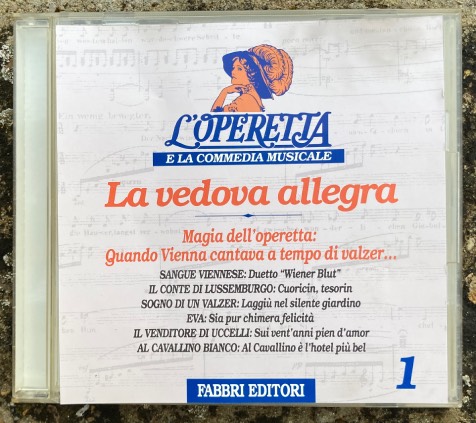 L'OPERETTA
E LA COMMEDIA MUSICALE
La vedova allegra
Magia dell'operetta:
Quando Vienna cantava a tempo di valzer...
SANGUE VIENNESE: Duetto "Wiener Blut"
IL CONTE DI LUSSEMBURGO: Cuoricin, tesorin
SOGNO DI UN VALZER: Laggiù nel silente giardino
EVA: Sia pur chimera felicità
IL VENDITORE DI UCCELLI: Sui vent'anni pien d'amor
AL CAVALLINO BIANCO: Al Cavallino è l'hotel più bel
FABBRI EDITORI
1